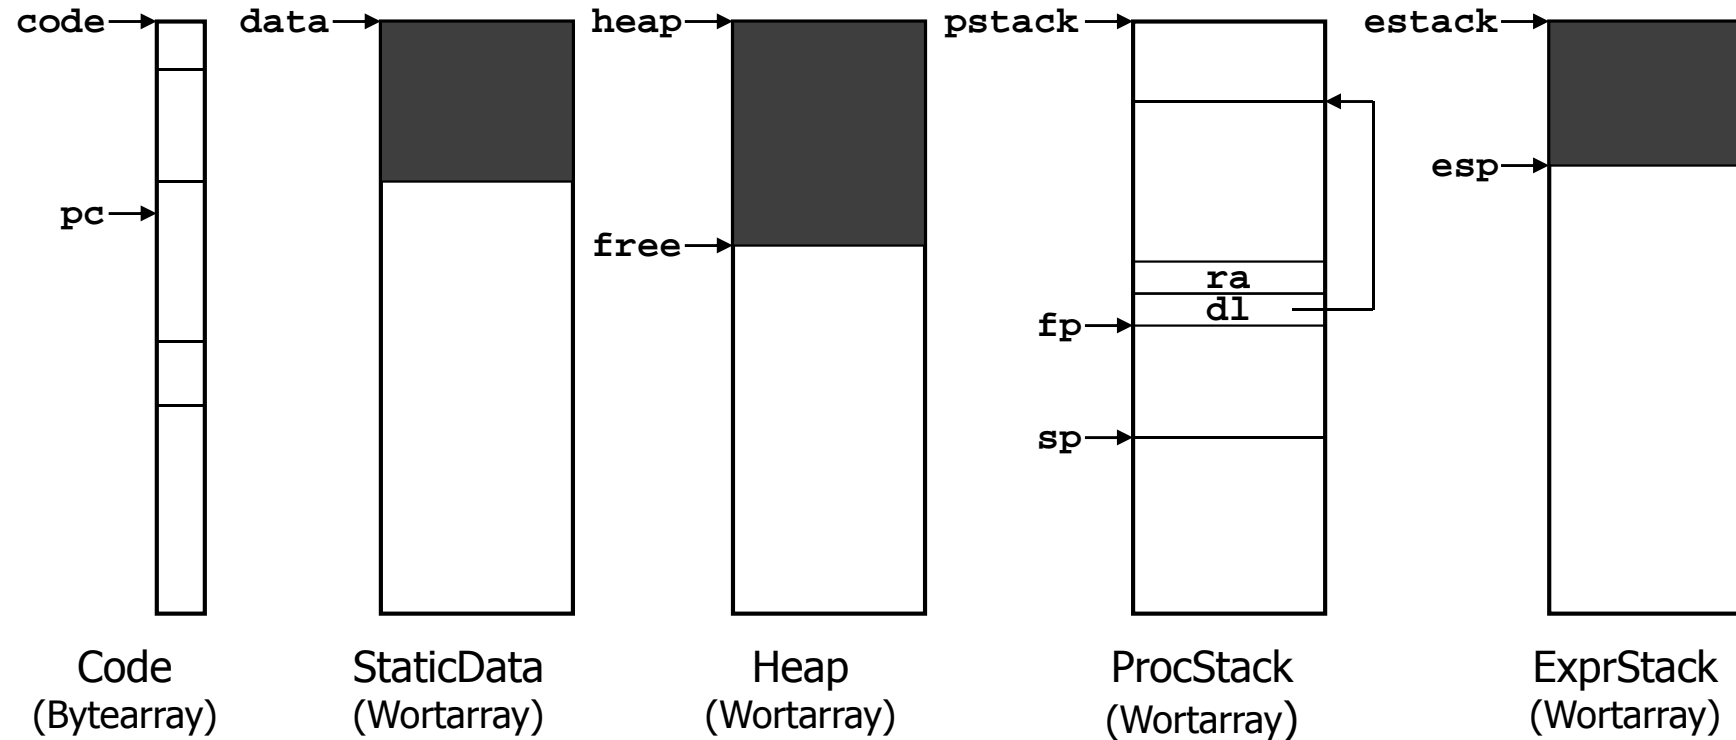 code
data
heap
pstack
estack
esp
pc
free
ra
dl
fp
sp
Code
(Bytearray)
StaticData
(Wortarray)
Heap
(Wortarray)
ProcStack
(Wortarray)
ExprStack
(Wortarray)